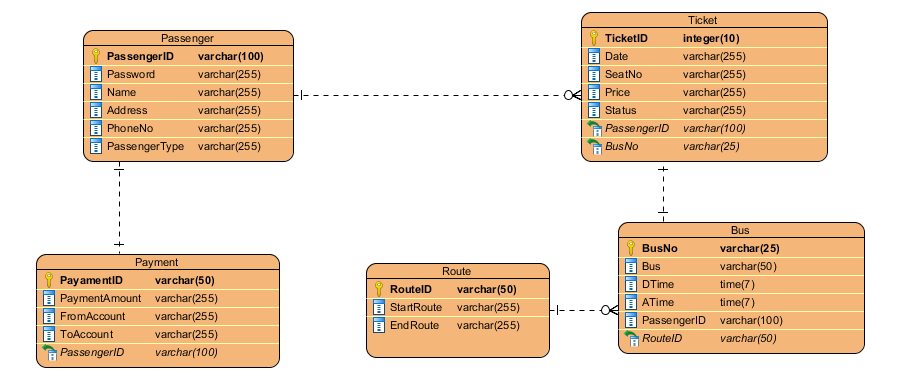 Passenger
PassengerID varchar(100)
Password varchar(255)
Name varchar(255)
Address varchar(255)
PhoneNo varchar(255)
PassengerType varchar(255)
Ticket
TicketID integer(10)
Date varchar(255)
SeatNo varchar(255)
Price varchar(255)
Status varchar(255)
PassengerID varchar(100)
BusNo varchar(25)
Payment
PayamentID varchar(50)
PaymentAmount varchar(255)
FromAccount varchar(255)
ToAccount varchar(255)
PassengerID varchar(100)
Route
RouteID varchar(50)
StartRoute varchar(255)
EndRoute varchar(255)
Bus
BusNo varchar(25)
Bus varchar(50)
DTime time(7)
ATime time(7)
PassengerID varchar(100)
RouteID varchar(50)